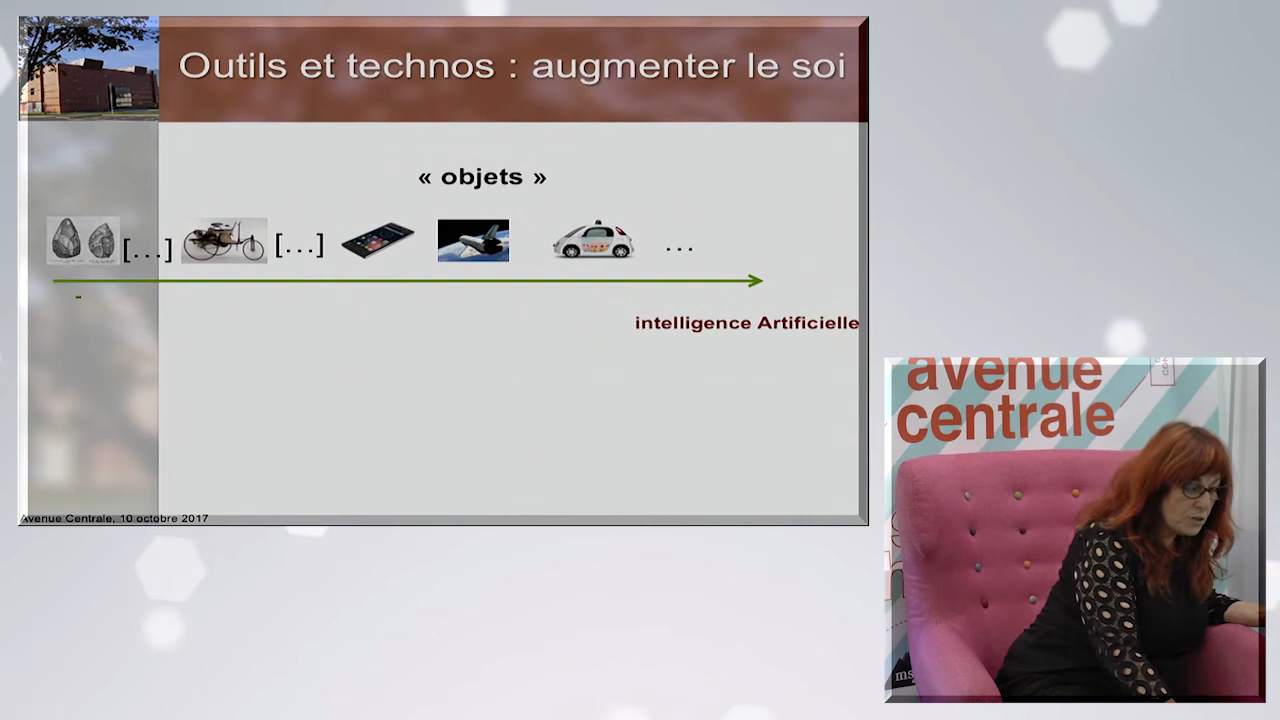 Outils et technos : augmenter le soi
« objets »
[...]
[...]
...
intelligence Artificielle
Avenue Centrale, 10 octobre 2017
avenue
centrale